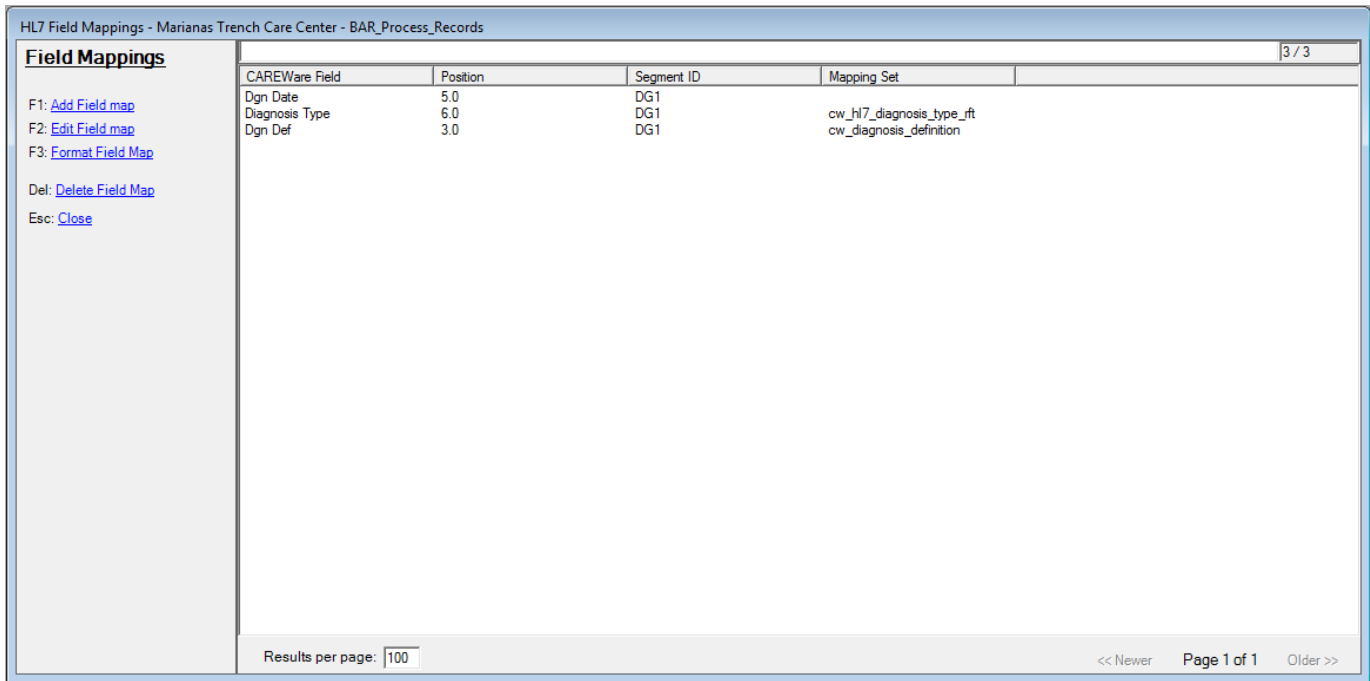 HL7 Field Mappings - Marianas Trench Care Center - BAR_Process_Records
Field Mappings
F1: Add Field map
F2: Edit Field map
F3: Format Field Map
Del: Delete Field Map
Esc: Close
3 / 3
CAREWare Field Position Segment ID Mapping Set
Dgn Date 5.0 DG1
Diagnosis Type 6.0 DG1 cw_hl7_diagnosis_type_rft
Dgn Def 3.0 DG1 cw_diagnosis_definition
Results per page: 100
<< Newer Page 1 of 1 Older >>